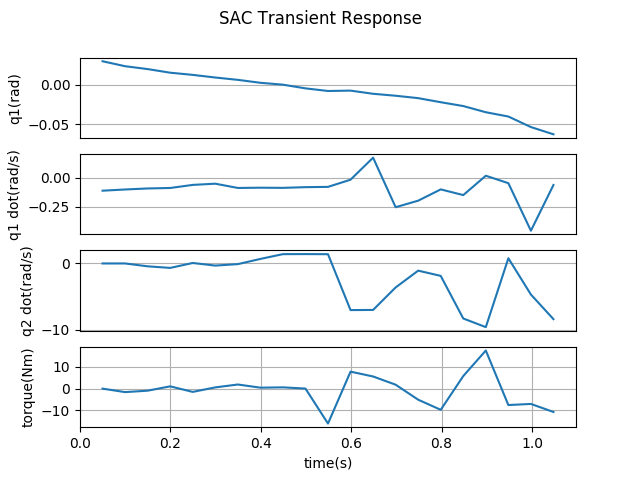 SAC Transient Response
q1(rad)
0.00
−0.05
q1 dot(rad/s)
0.00
−0.25
q2 dot(rad/s)
0
−10
torque(Nm)
10
0
−10
0.0 0.2 0.4 0.6 0.8 1.0
time(s)